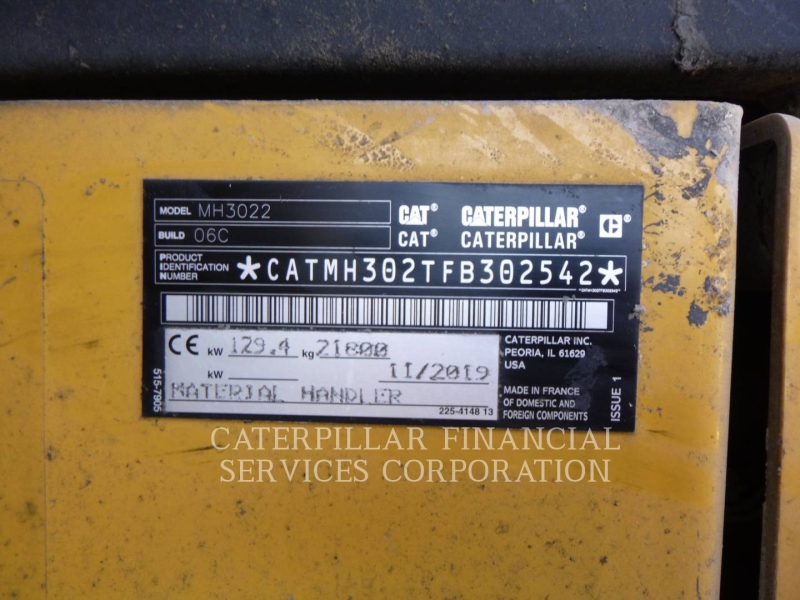 MODEL MH3022 CAT® CATERPILLAR®
BUILD 06C CAT® CATERPILLAR® C®
PRODUCT IDENTIFICATION NUMBER *CATMH302TFB302542*
CE kW 129.4 kg 21800
kW 11/2019
MATERIAL HANDLER
225-4148 13
515-7905
CATERPILLAR INC.
PEORIA, IL 61629
USA
MADE IN FRANCE
OF DOMESTIC AND
FOREIGN COMPONENTS
ISSUE 1
CATERPILLAR FINANCIAL
SERVICES CORPORATION